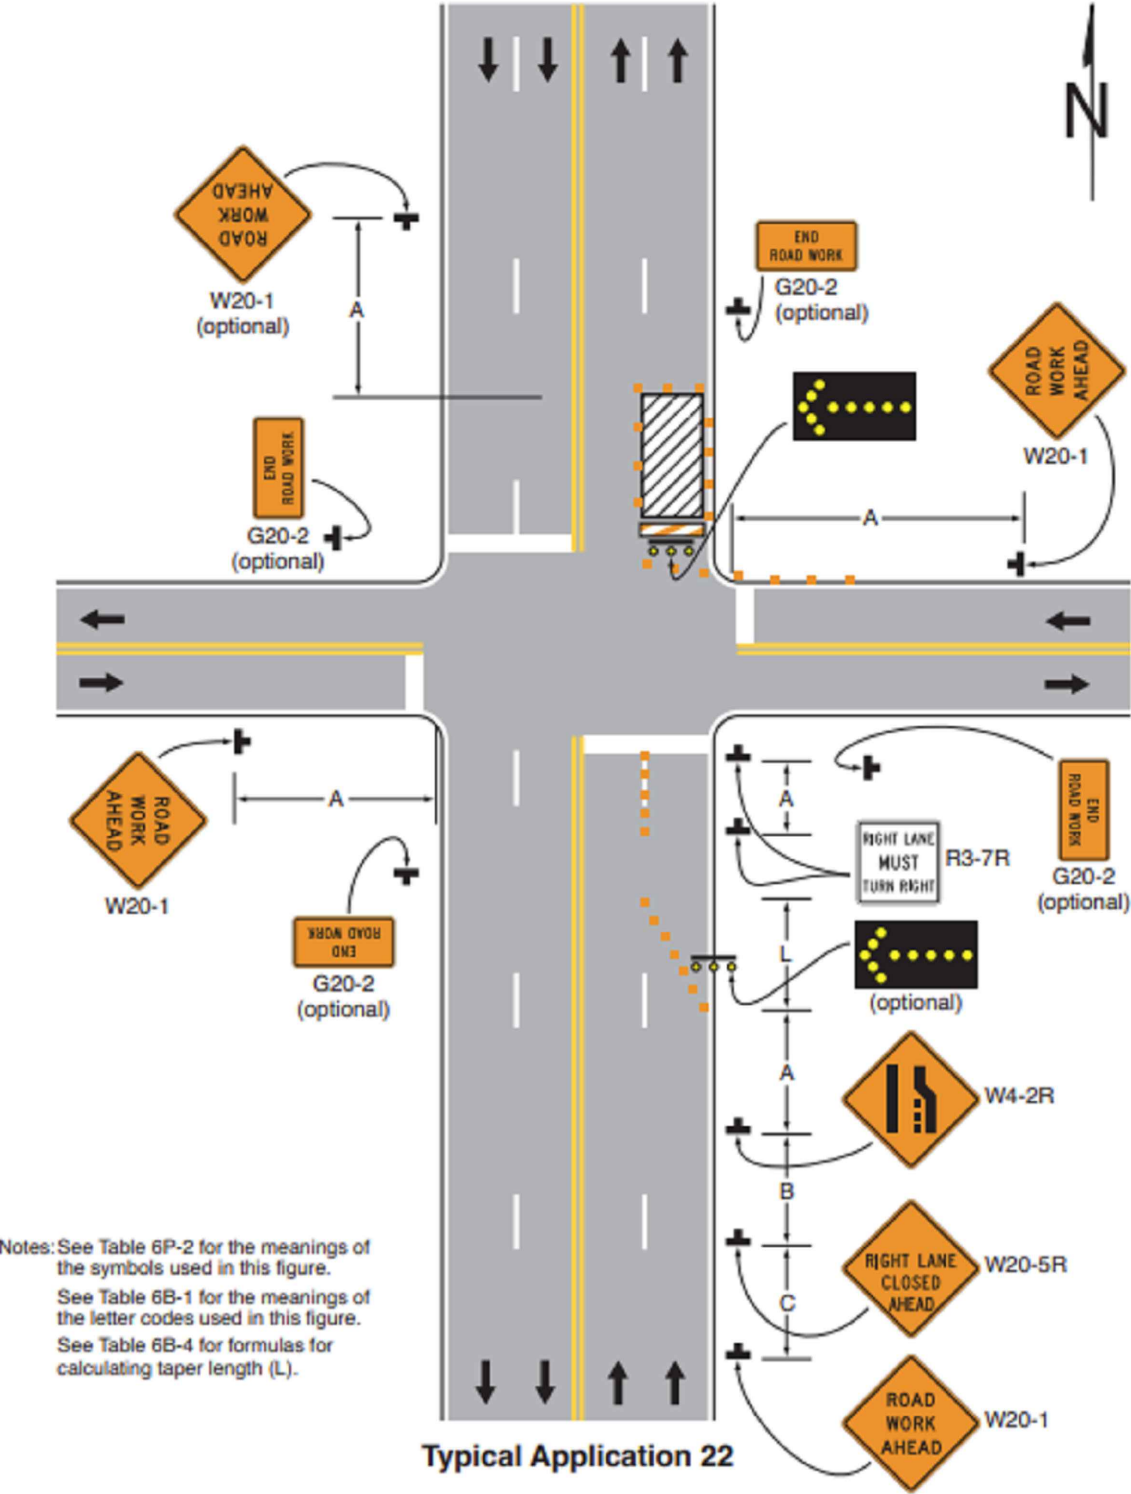 N
ROAD
WORK
AHEAD
W20-1
(optional)
A
END
ROAD WORK
G20-2
(optional)
ROAD
WORK
AHEAD
W20-1
END
ROAD WORK
G20-2
(optional)
A
A
ROAD
WORK
AHEAD
W20-1
END
ROAD WORK
G20-2
(optional)
A
RIGHT LANE
MUST
TURN RIGHT
R3-7R
END
ROAD WORK
G20-2
(optional)
L
(optional)
A
W4-2R
B
RIGHT LANE
CLOSED
AHEAD
W20-5R
C
ROAD
WORK
AHEAD
W20-1
Notes: See Table 6P-2 for the meanings of
the symbols used in this figure.
See Table 6B-1 for the meanings of
the letter codes used in this figure.
See Table 6B-4 for formulas for
calculating taper length (L).
Typical Application 22